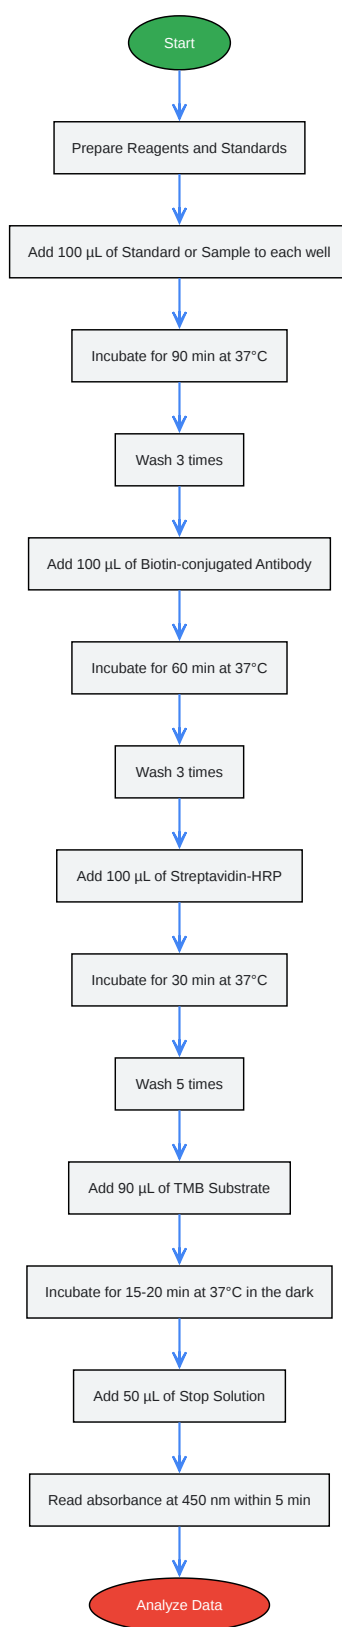 Start
Prepare Reagents and Standards
Add 100 µL of Standard or Sample to each well
Incubate for 90 min at 37°C
Wash 3 times
Add 100 µL of Biotin-conjugated Antibody
Incubate for 60 min at 37°C
Wash 3 times
Add 100 µL of Streptavidin-HRP
Incubate for 30 min at 37°C
Wash 5 times
Add 90 µL of TMB Substrate
Incubate for 15-20 min at 37°C in the dark
Add 50 µL of Stop Solution
Read absorbance at 450 nm within 5 min
Analyze Data